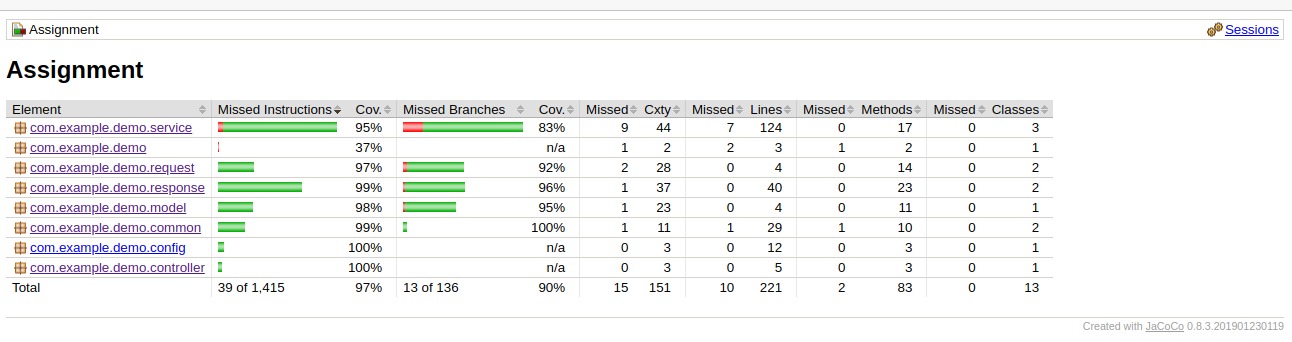 Assignment Sessions
Assignment
Element Missed Instructions Cov. Missed Branches Cov. Missed Cxty Missed Lines Missed Methods Missed Classes
com.example.demo.service 95% 83% 9 44 7 124 0 17 0 3
com.example.demo 37% n/a 1 2 2 3 1 2 0 1
com.example.demo.request 97% 92% 2 28 0 4 0 14 0 2
com.example.demo.response 99% 96% 1 37 0 40 0 23 0 2
com.example.demo.model 98% 95% 1 23 0 4 0 11 0 1
com.example.demo.common 99% 100% 1 11 1 29 1 10 0 2
com.example.demo.config 100% n/a 0 3 0 12 0 3 0 1
com.example.demo.controller 100% n/a 0 3 0 5 0 3 0 1
Total 39 of 1,415 97% 13 of 136 90% 15 151 10 221 2 83 0 13
Created with JaCoCo 0.8.3.201901230119